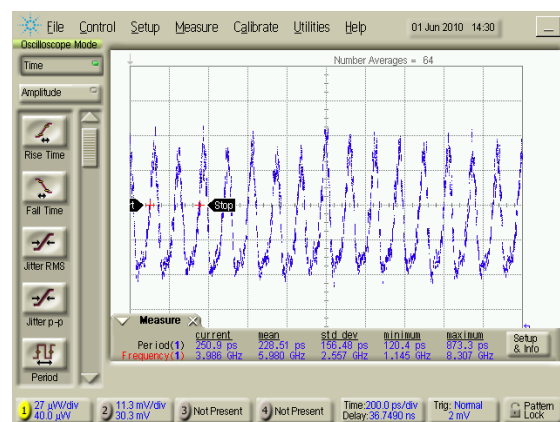 File Control Setup Measure Calibrate Utilities Help 01 Jun 2010 14:30
Oscilloscope Mode
Time
Number Averages = 64
Amplitude
Rise Time
Fall Time
Stop
Jitter RMS
Jitter p-p
Period
Measure
current mean std dev minimum maximum
Period(1) 250.9 ps 228.51 ps 156.48 ps 120.4 ps 873.3 ps
Frequency(1) 3.986 GHz 5.980 GHz 2.557 GHz 1.145 GHz 8.307 GHz
Setup & Info
1 27 µW/div 40.0 µW
2 11.3 mV/div 30.3 mV
3 Not Present
4 Not Present
Time:200.0 ps/div Delay:36.7490 ns
Trig: Normal 2 mV
Pattern Lock